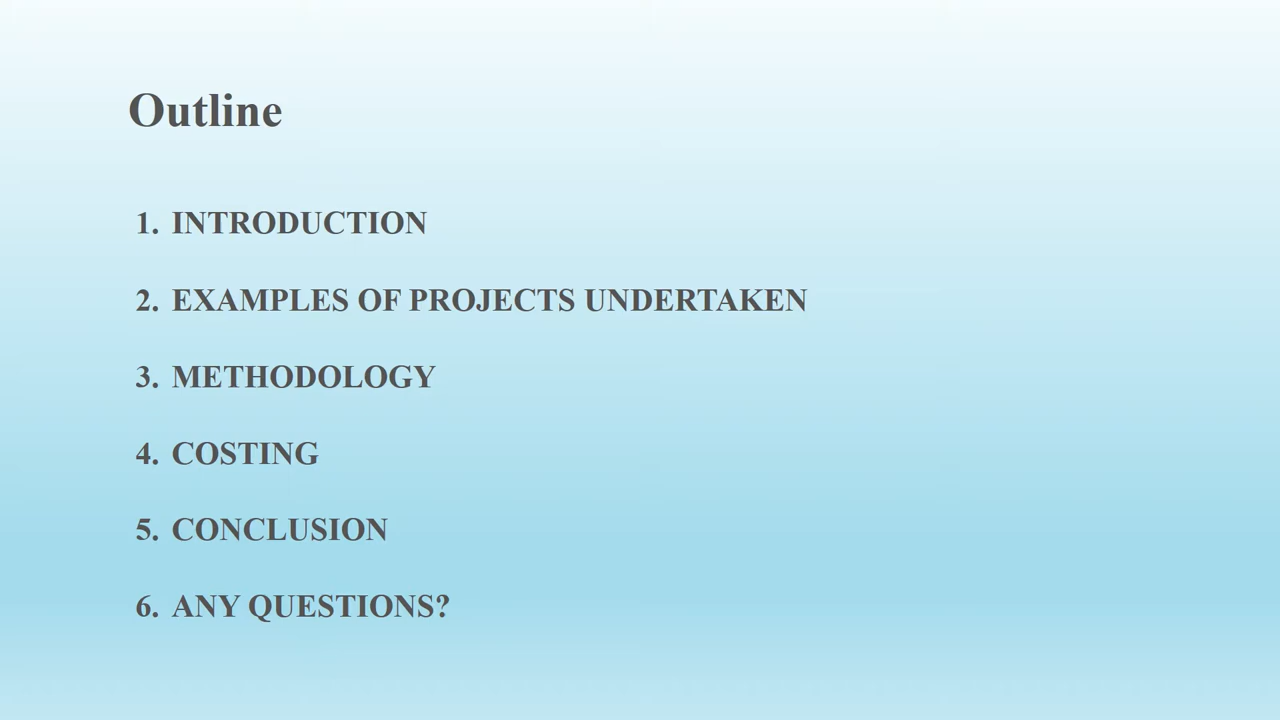 Outline
1. INTRODUCTION
2. EXAMPLES OF PROJECTS UNDERTAKEN
3. METHODOLOGY
4. COSTING
5. CONCLUSION
6. ANY QUESTIONS?